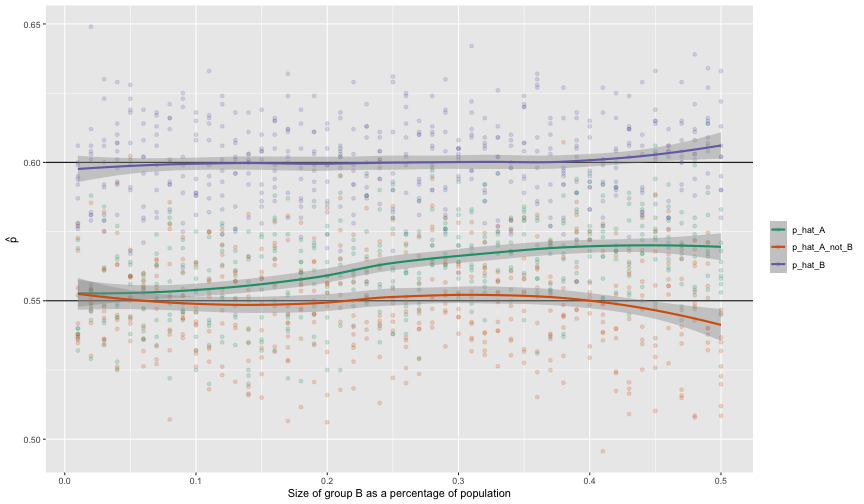 0.65
0.60
0.55
0.50
p̂
0.0
0.1
0.2
0.3
0.4
0.5
Size of group B as a percentage of population
p_hat_A
p_hat_A_not_B
p_hat_B